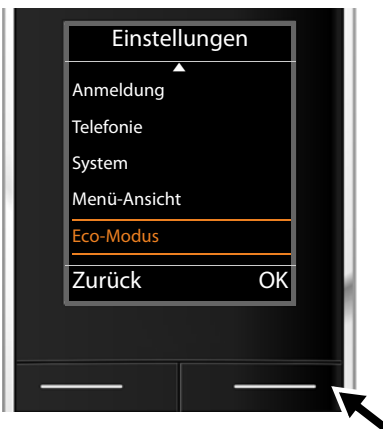 Einstellungen
Anmeldung
Telefonie
System
Menü-Ansicht
Eco-Modus
Zurück OK